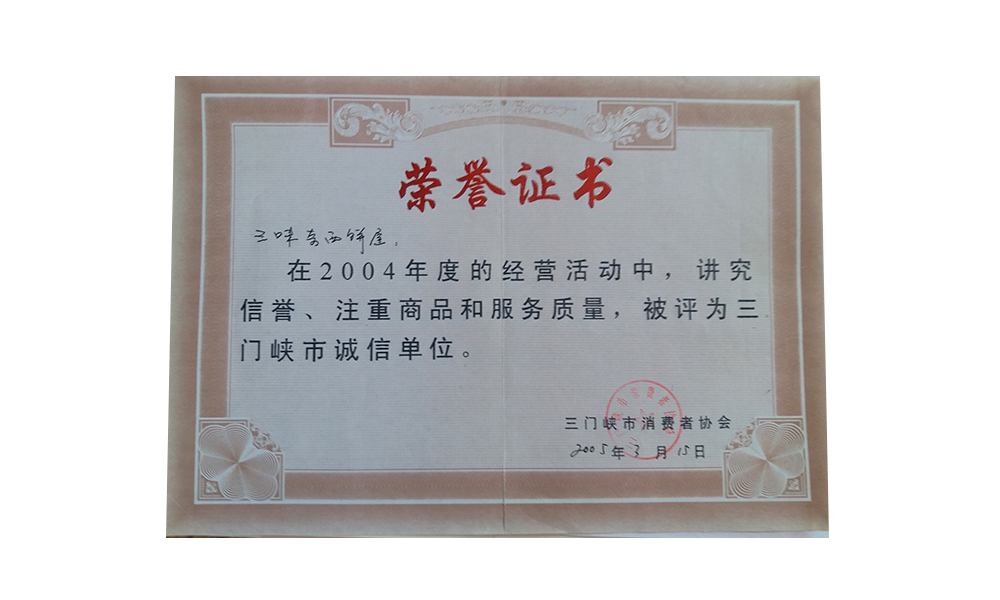 荣誉证书
三味奇西饼屋:
在2004年度的经营活动中，讲究
信誉、注重商品和服务质量，被评为三
门峡市诚信单位。
三门峡市消费者协会
2005年3月15日